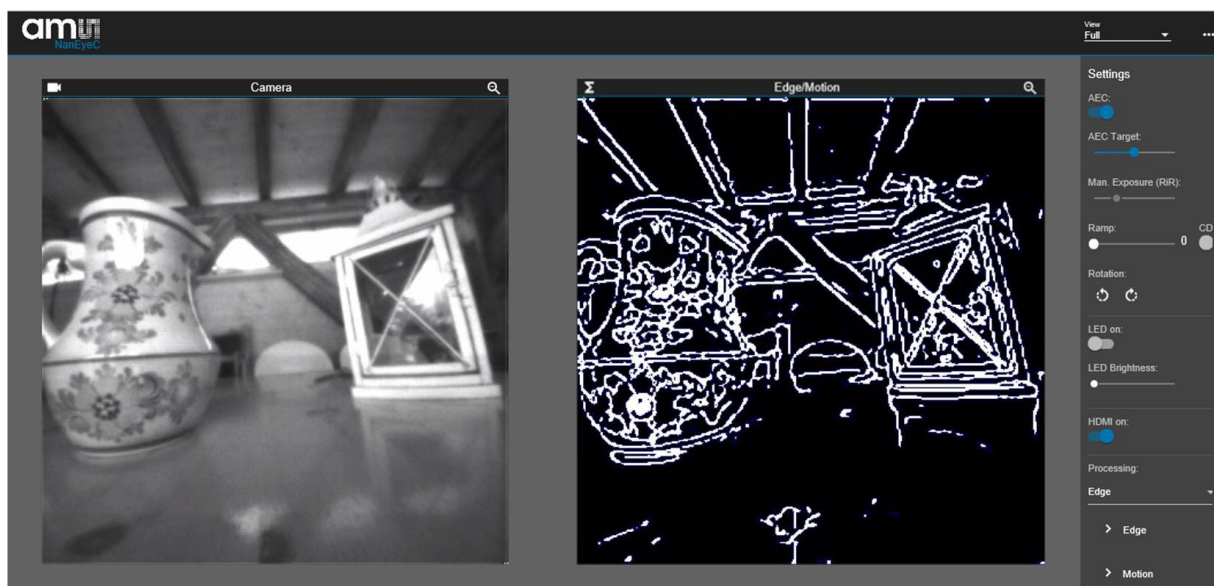 amu
NanEyeC
View
Full
Camera
Edge/Motion
Settings
AEC:
AEC Target:
Man. Exposure (RiR):
Ramp:
0
CD
Rotation:
LED on:
LED Brightness:
HDMI on:
Processing:
Edge
Edge
Motion